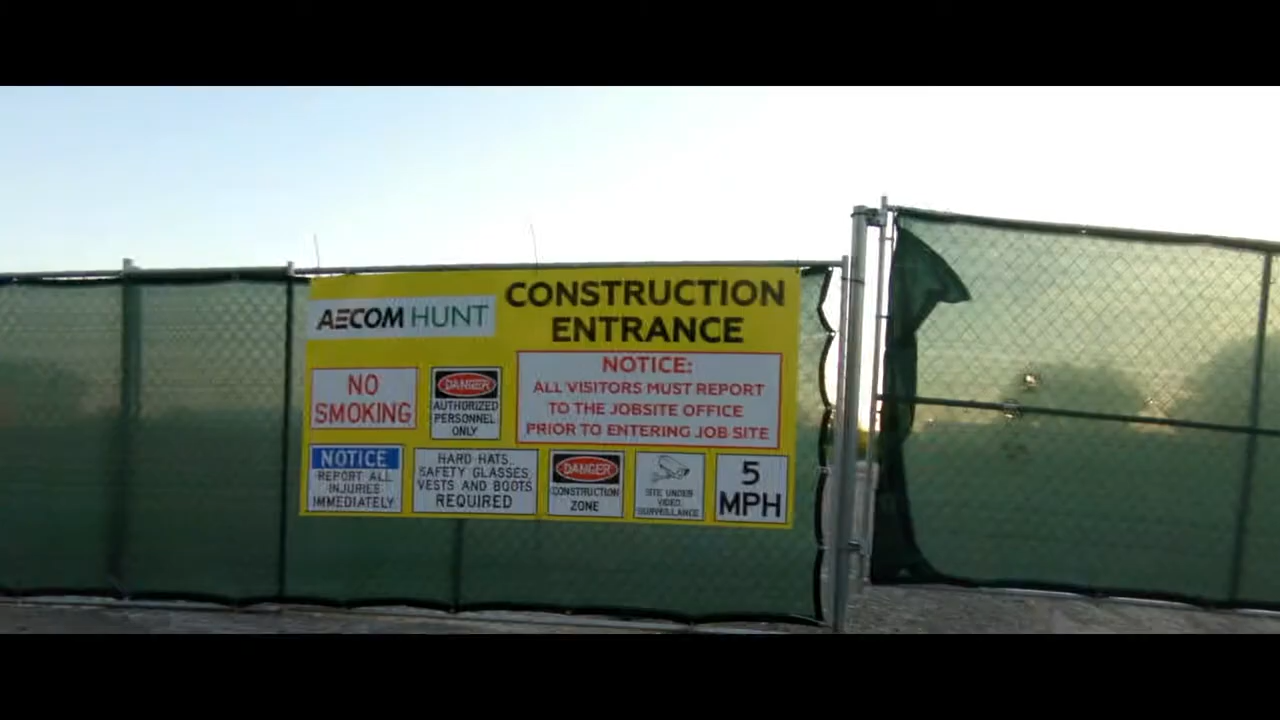 AECOM HUNT
CONSTRUCTION
ENTRANCE
NO
SMOKING
DANGER
AUTHORIZED
PERSONNEL
ONLY
NOTICE:
ALL VISITORS MUST REPORT
TO THE JOBSITE OFFICE
PRIOR TO ENTERING JOB SITE
NOTICE
REPORT ALL
INJURIES
IMMEDIATELY
HARD HATS,
SAFETY GLASSES,
VESTS AND BOOTS
REQUIRED
DANGER
CONSTRUCTION
ZONE
SITE UNDER
VIDEO
SURVEILLANCE
5
MPH